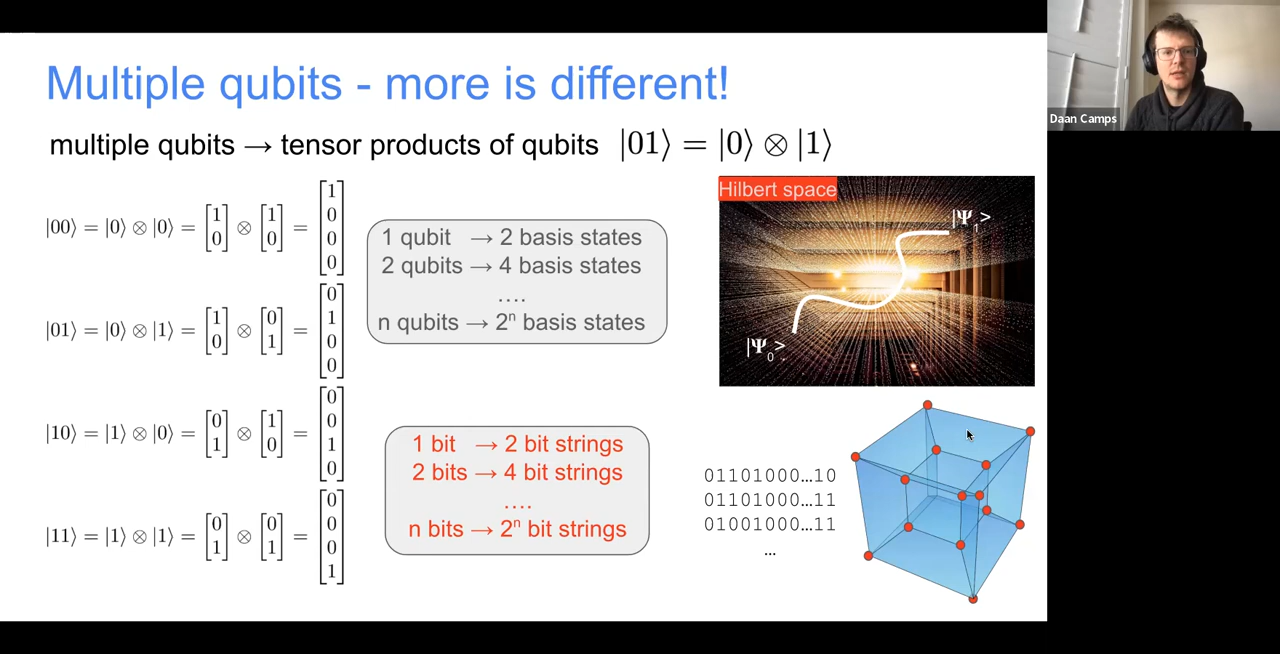 Multiple qubits - more is different!
multiple qubits → tensor products of qubits |01⟩ = |0⟩ ⊗ |1⟩
|00⟩ = |0⟩ ⊗ |0⟩ = [1 0] ⊗ [1 0] = [1 0 0 0]
|01⟩ = |0⟩ ⊗ |1⟩ = [1 0] ⊗ [0 1] = [0 1 0 0]
|10⟩ = |1⟩ ⊗ |0⟩ = [0 1] ⊗ [1 0] = [0 0 1 0]
|11⟩ = |1⟩ ⊗ |1⟩ = [0 1] ⊗ [0 1] = [0 0 0 1]
1 qubit → 2 basis states
2 qubits → 4 basis states
....
n qubits → 2ⁿ basis states
1 bit → 2 bit strings
2 bits → 4 bit strings
....
n bits → 2ⁿ bit strings
Hilbert space
|Ψ₁>
|Ψ₀>
01101000...10
01101000...11
01001000...11
...
Daan Camps